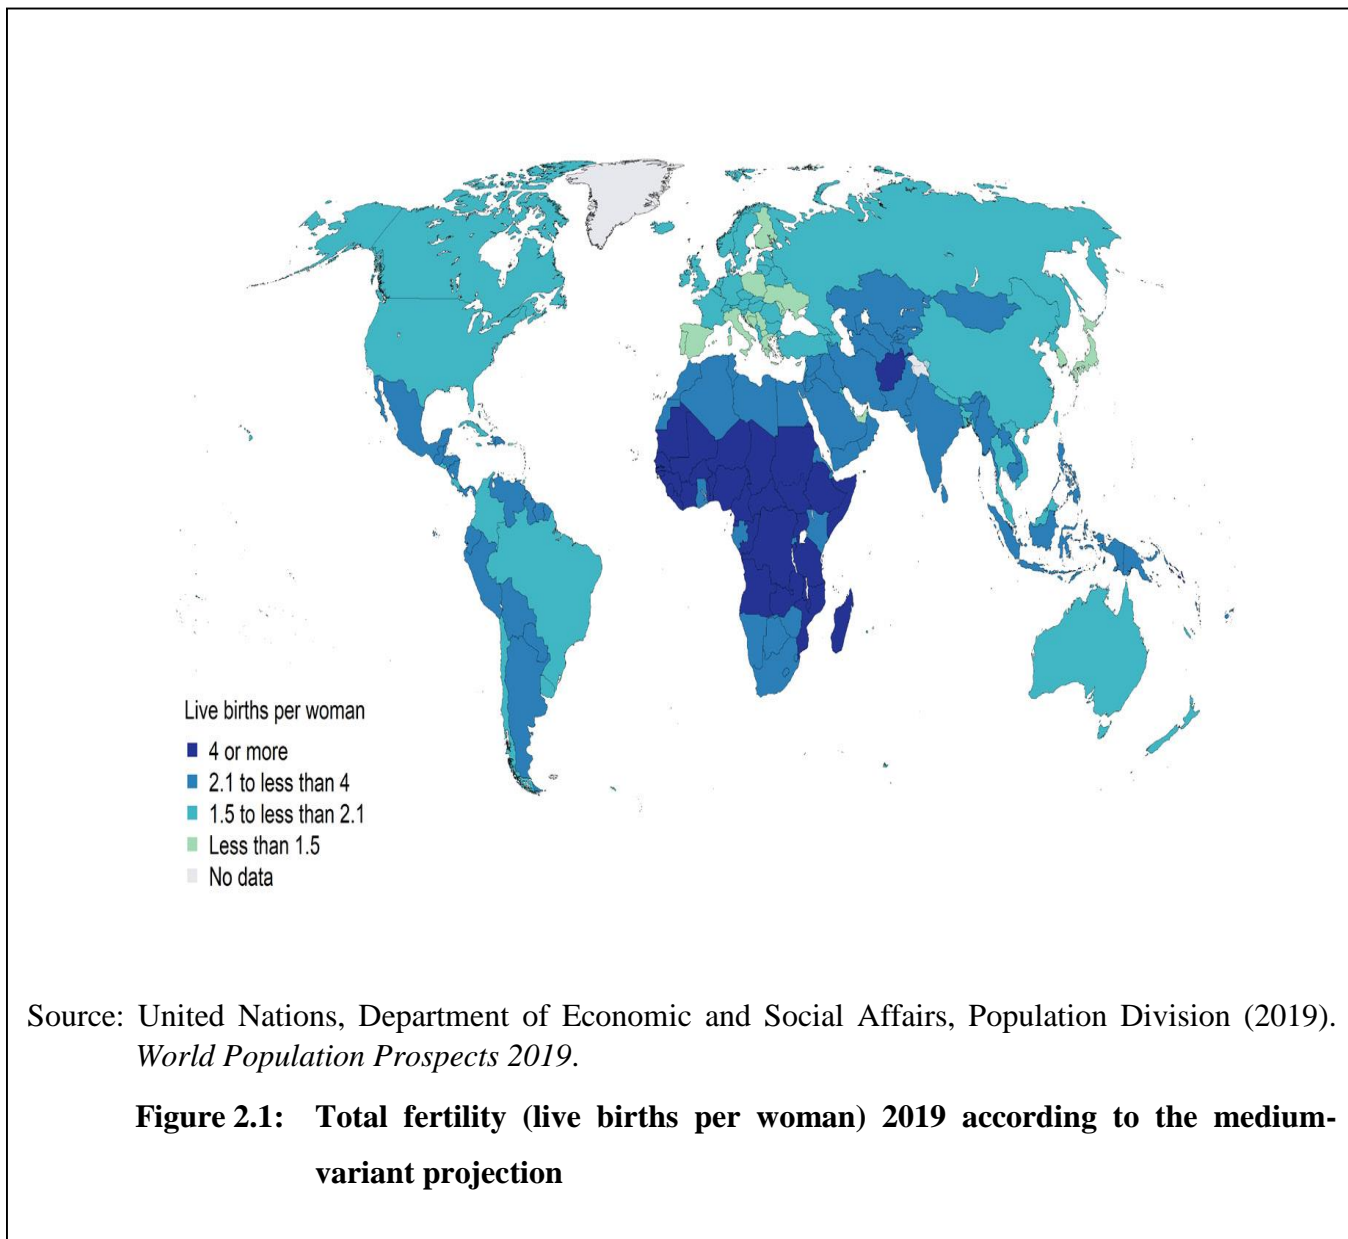 Live births per woman
4 or more
2.1 to less than 4
1.5 to less than 2.1
Less than 1.5
No data
Source: United Nations, Department of Economic and Social Affairs, Population Division (2019).
World Population Prospects 2019.
Figure 2.1: Total fertility (live births per woman) 2019 according to the medium-
variant projection